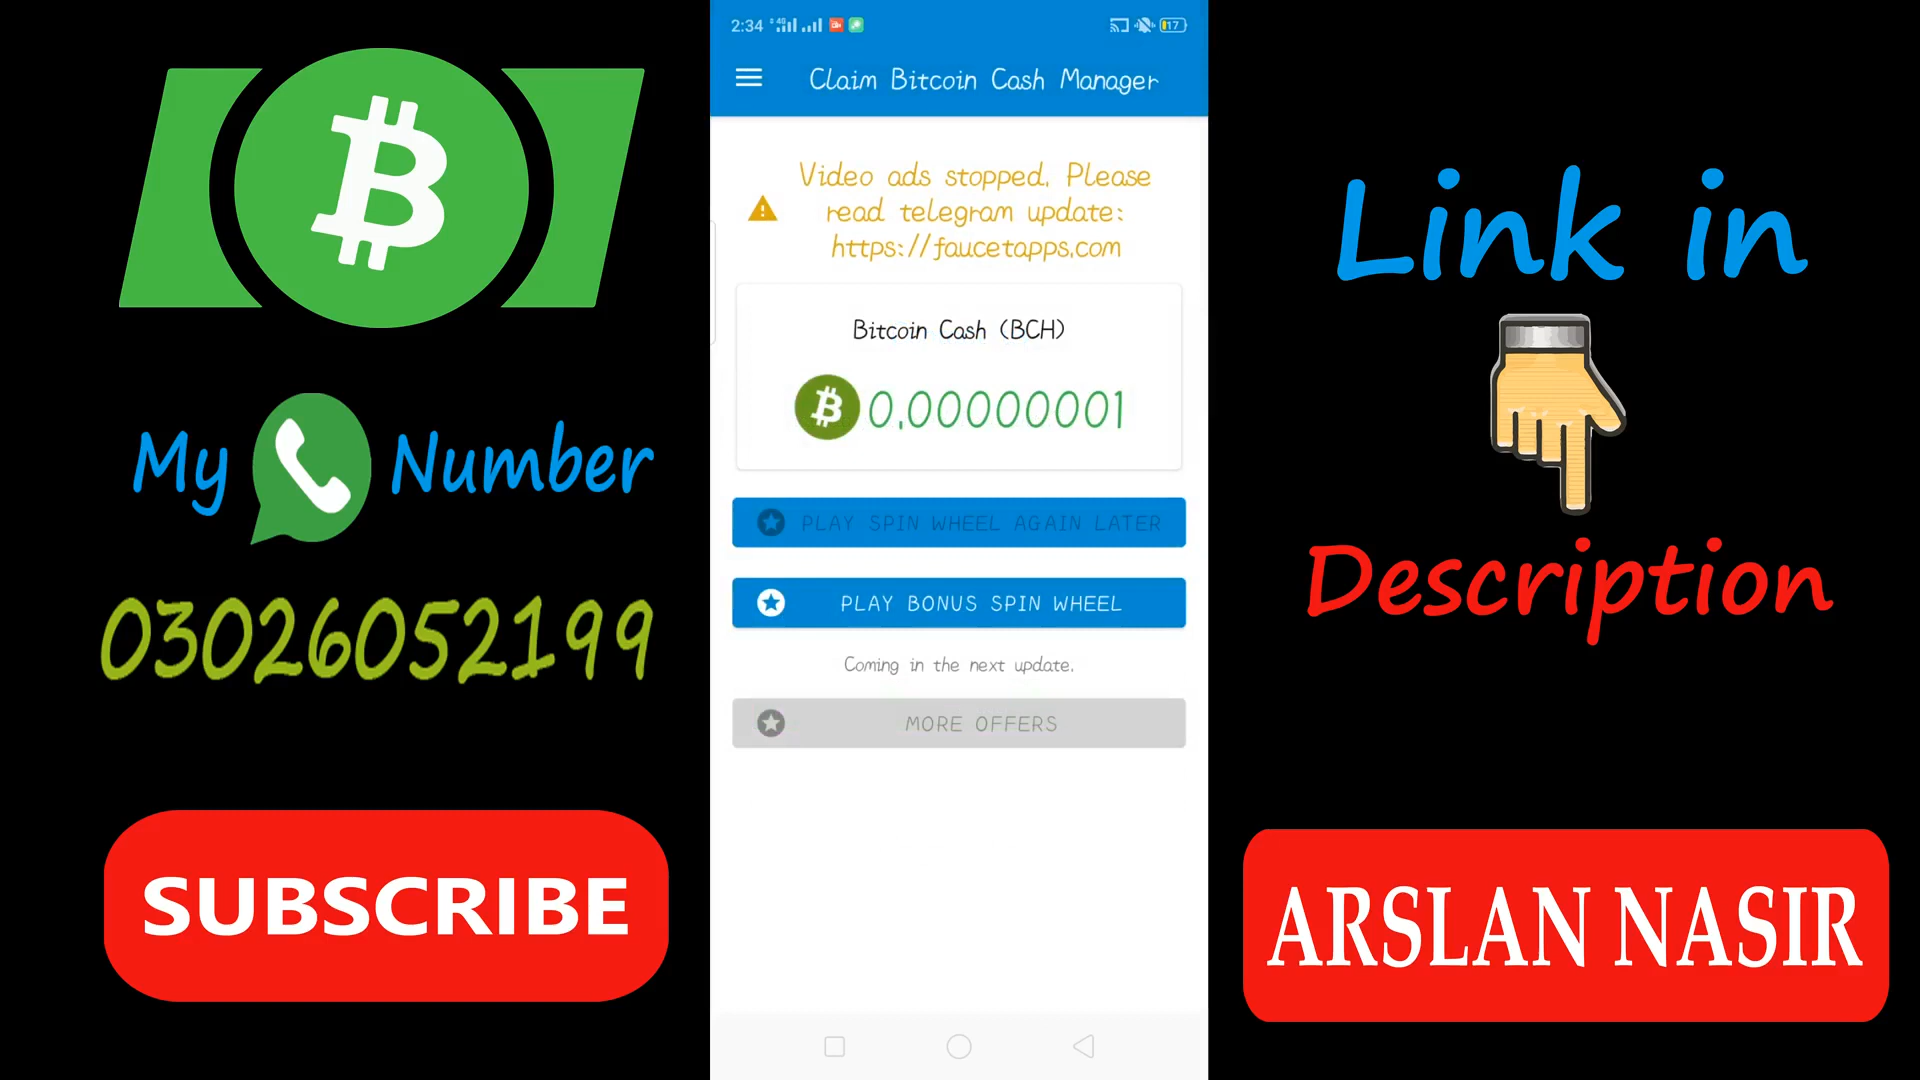 My Number
03026052199
SUBSCRIBE
2:34
4G
17
Claim Bitcoin Cash Manager
Video ads stopped. Please
read telegram update:
https://faucetapps.com
Bitcoin Cash (BCH)
0.00000001
PLAY SPIN WHEEL AGAIN LATER
PLAY BONUS SPIN WHEEL
Coming in the next update.
MORE OFFERS
Link in
Description
ARSLAN NASIR